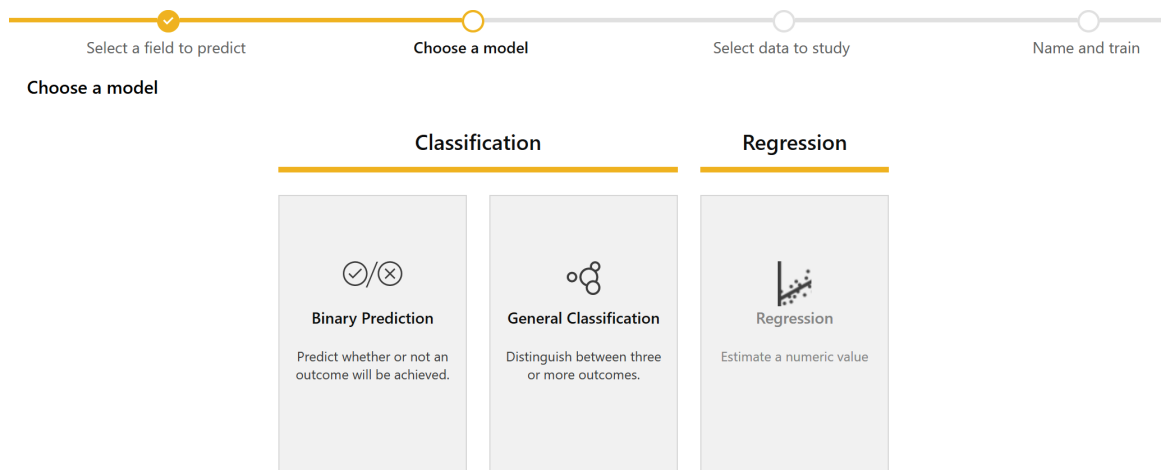 Select a field to predict
Choose a model
Select data to study
Name and train
Choose a model
Classification
Regression
Binary Prediction
Predict whether or not an
outcome will be achieved.
General Classification
Distinguish between three
or more outcomes.
Regression
Estimate a numeric value